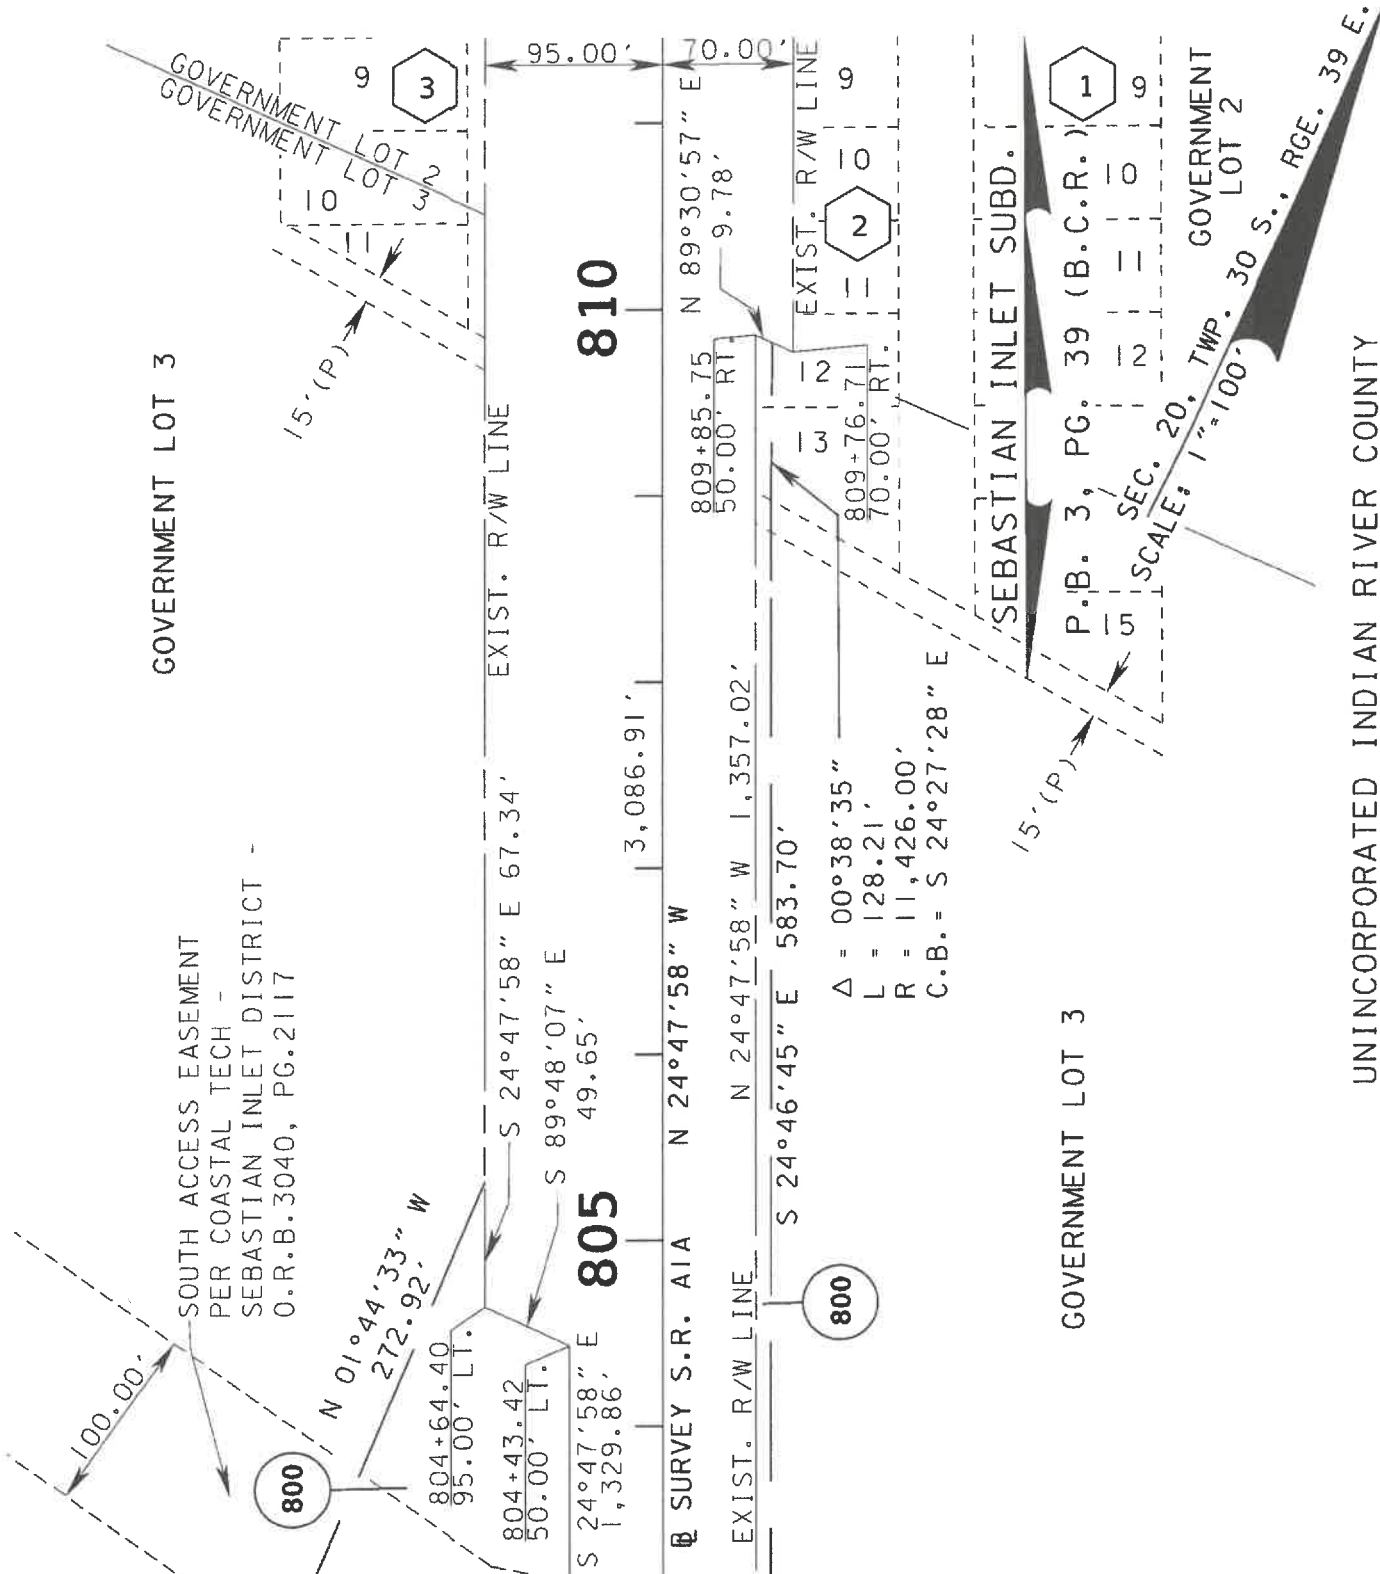 GOVERNMENT LOT 2
GOVERNMENT LOT 3
9
3
10
11
15'(P)
GOVERNMENT LOT 3
SOUTH ACCESS EASEMENT
PER COASTAL TECH -
SEBASTIAN INLET DISTRICT -
O.R.B.3040, PG.2117
100.00'
800
N 01°44'33" W
272.92'
804+64.40
95.00' LT.
804+43.42
50.00' LT.
S 24°47'58" E
1,329.86'
S 24°47'58" E 67.34'
S 89°48'07" E
49.65'
EXIST. R/W LINE
95.00'
70.00'
805
810
3,086.91'
B SURVEY S.R. A1A
N 24°47'58" W
N 89°30'57" E
9.78'
809+85.75
50.00' RT.
EXIST. R/W LINE
N 24°47'58" W 1,357.02'
EXIST. R/W LINE
S 24°46'45" E 583.70'
800
9
10
2
11
12
13
809+76.71
70.00' RT.
Δ = 00°38'35"
L = 128.21'
R = 11,426.00'
C.B.= S 24°27'28" E
SEBASTIAN INLET SUBD.
P.B. 3, PG. 39 (B.C.R.)
1
9
10
11
12
15
15'(P)
GOVERNMENT
LOT 2
SEC. 20, TWP. 30 S., RGE. 39 E.
SCALE: 1"=100'
GOVERNMENT LOT 3
UNINCORPORATED INDIAN RIVER COUNTY